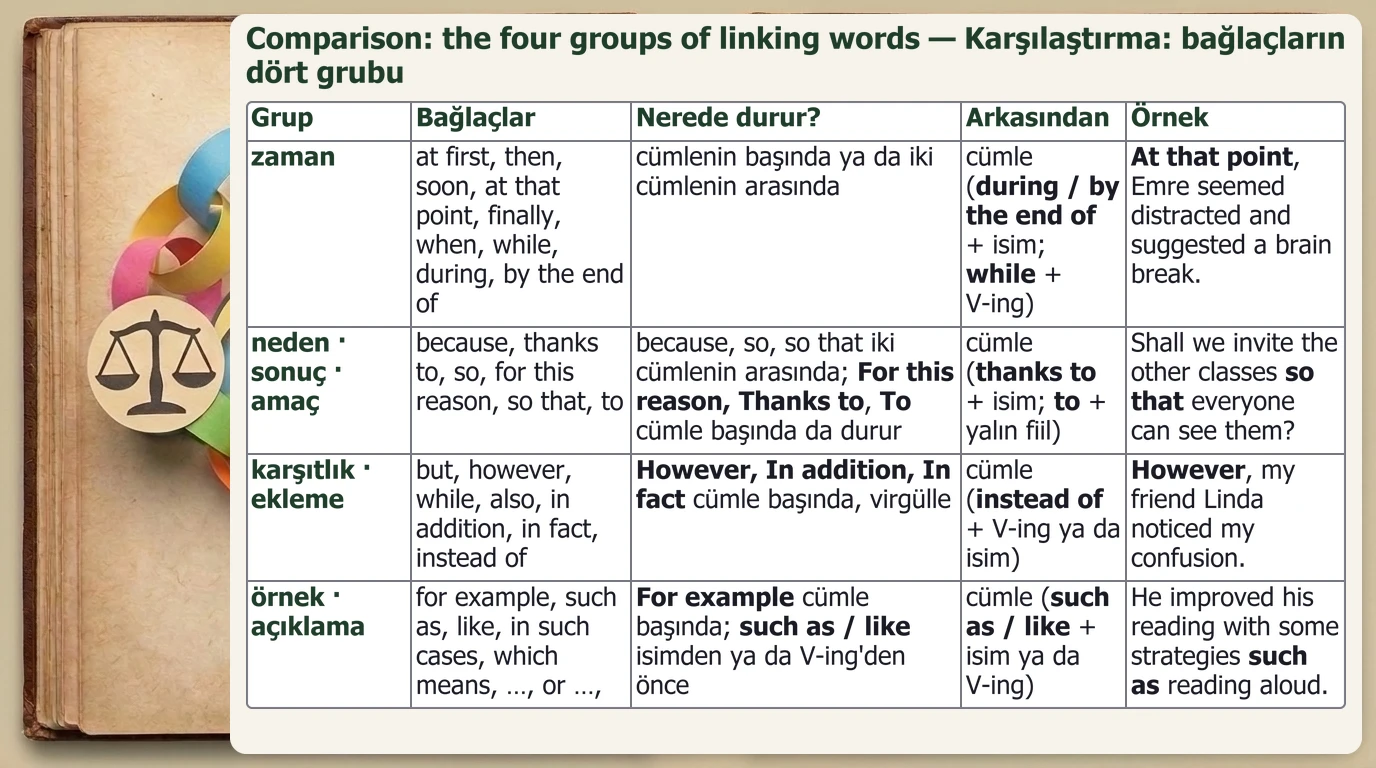 Comparison: the four groups of linking words — Karşılaştırma: bağlaçların
dört grubu
Grup
Bağlaçlar
Nerede durur?
Arkasından
Örnek
zaman
at first, then,
soon, at that
point, finally,
when, while,
during, by the end
of
cümlenin başında ya da iki
cümlenin arasında
cümle
(during / by
the end of
+ isim;
while +
V-ing)
At that point,
Emre seemed
distracted and
suggested a brain
break.
neden ·
sonuç ·
amaç
because, thanks
to, so, for this
reason, so that, to
because, so, so that iki
cümlenin arasında; For this
reason, Thanks to, To
cümle başında da durur
cümle
(thanks to
+ isim; to +
yalın fiil)
Shall we invite the
other classes so
that everyone
can see them?
karşıtlık ·
ekleme
but, however,
while, also, in
addition, in fact,
instead of
However, In addition, In
fact cümle başında, virgülle
cümle
(instead of
+ V-ing ya da
isim)
However, my
friend Linda
noticed my
confusion.
örnek ·
açıklama
for example, such
as, like, in such
cases, which
means, …, or …,
For example cümle
başında; such as / like
isimden ya da V-ing'den
önce
cümle (such
as / like +
isim ya da
V-ing)
He improved his
reading with some
strategies such
as reading aloud.